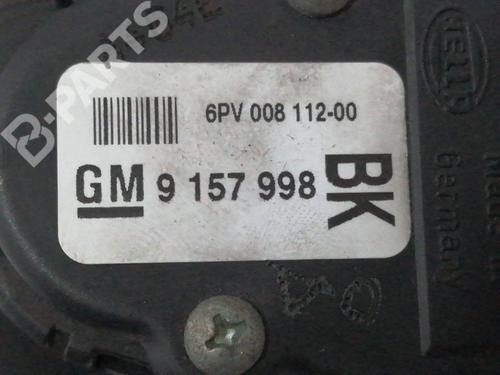 B-PARTS
6PV 008 112-00
GM 9 157 998
BK
HELLA
Germany